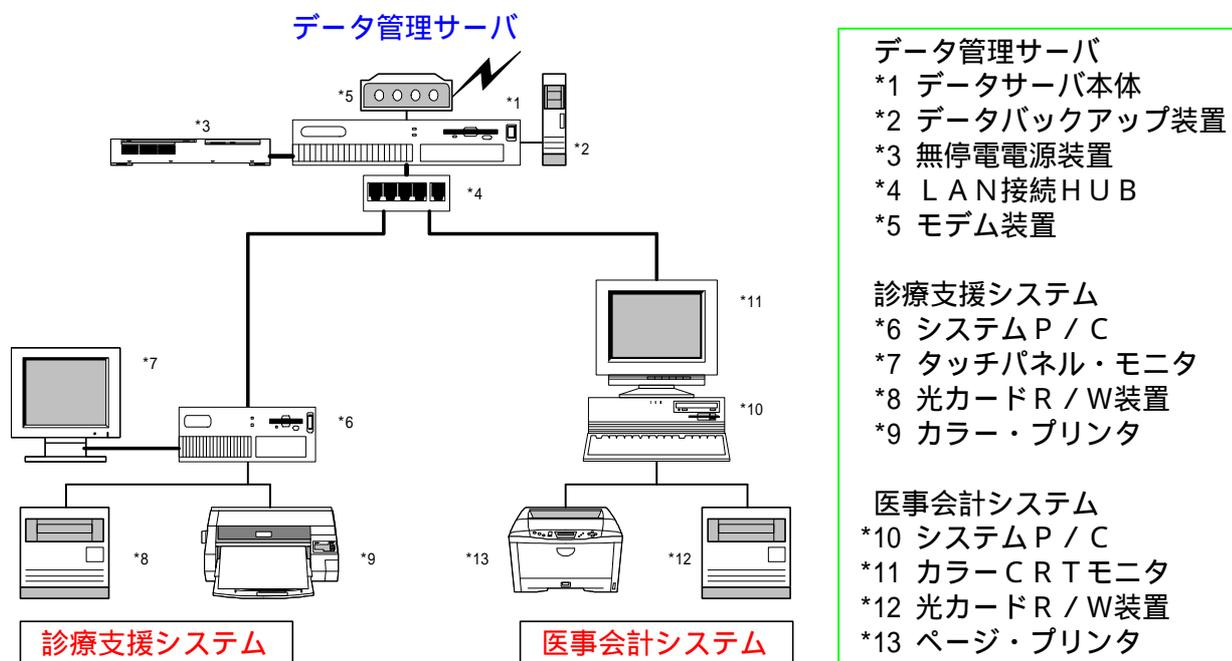 データ管理サーバ
*5
*1
*3
*2
*4
*11
*7
*10
*6
*8
*9
*13
*12
診療支援システム
医事会計システム
データ管理サーバ
*1 データサーバ本体
*2 データバックアップ装置
*3 無停電電源装置
*4 ＬＡＮ接続ＨＵＢ
*5 モデム装置
診療支援システム
*6 システムＰ／Ｃ
*7 タッチパネル・モニタ
*8 光カードＲ／Ｗ装置
*9 カラー・プリンタ
医事会計システム
*10 システムＰ／Ｃ
*11 カラーＣＲＴモニタ
*12 光カードＲ／Ｗ装置
*13 ページ・プリンタ